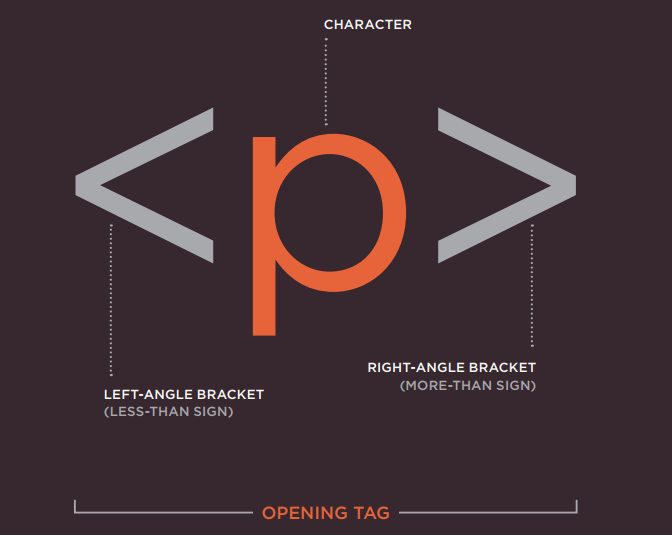 CHARACTER
<p>
RIGHT-ANGLE BRACKET
(MORE-THAN SIGN)
LEFT-ANGLE BRACKET
(LESS-THAN SIGN)
OPENING TAG